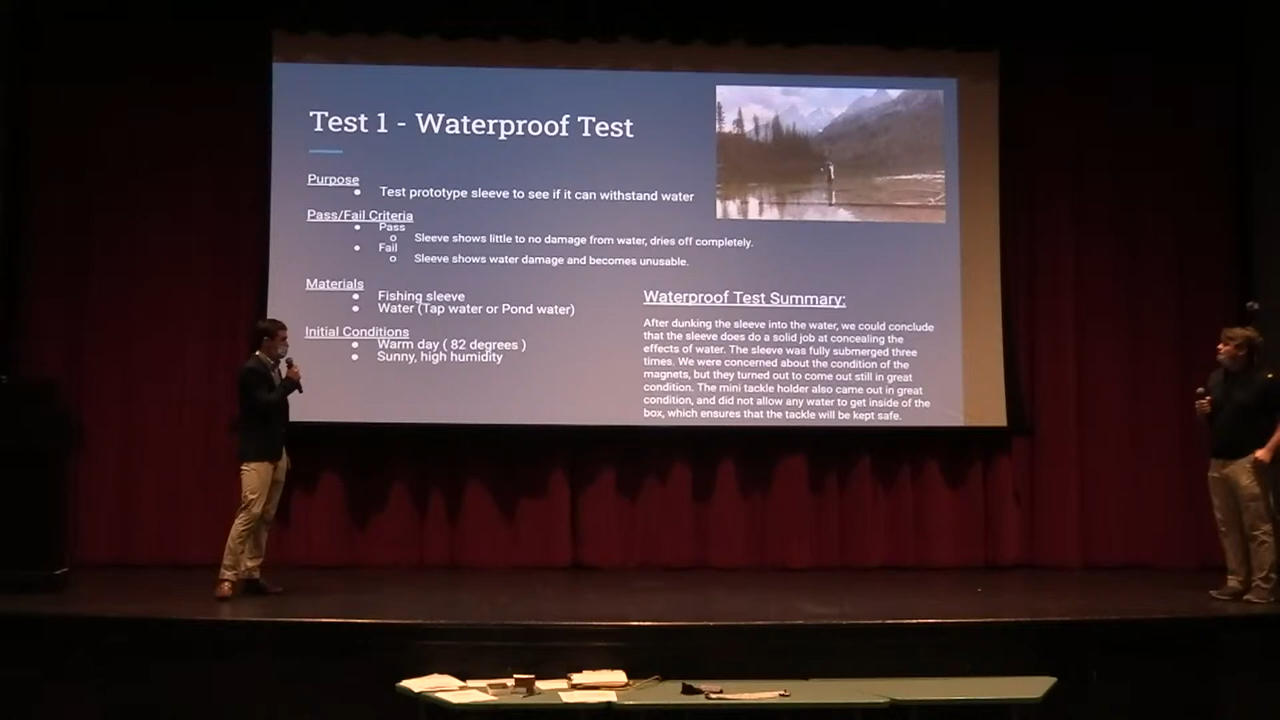 Test 1 - Waterproof Test
Purpose
Test prototype sleeve to see if it can withstand water
Pass/Fail Criteria
Pass
Sleeve shows little to no damage from water, dries off completely.
Fail
Sleeve shows water damage and becomes unusable.
Materials
Fishing sleeve
Water (Tap water or Pond water)
Initial Conditions
Warm day ( 82 degrees )
Sunny, high humidity
Waterproof Test Summary:
After dunking the sleeve into the water, we could conclude
that the sleeve does do a solid job at concealing the
effects of water. The sleeve was fully submerged three
times. We were concerned about the condition of the
magnets, but they turned out to come out still in great
condition. The mini tackle holder also came out in great
condition, and did not allow any water to get inside of the
box, which ensures that the tackle will be kept safe.